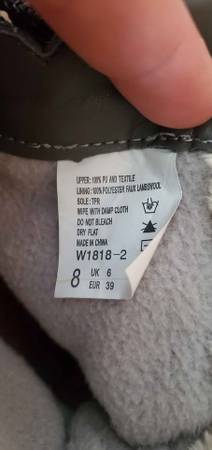 UPPER: 100% PU AND TEXTILE
LINING: 100% POLYESTER FAUX LAMBSWOOL
SOLE: TPR
WIPE WITH DAMP CLOTH
DO NOT BLEACH
DRY FLAT
MADE IN CHINA
W1818-2
8 UK 6
EUR 39